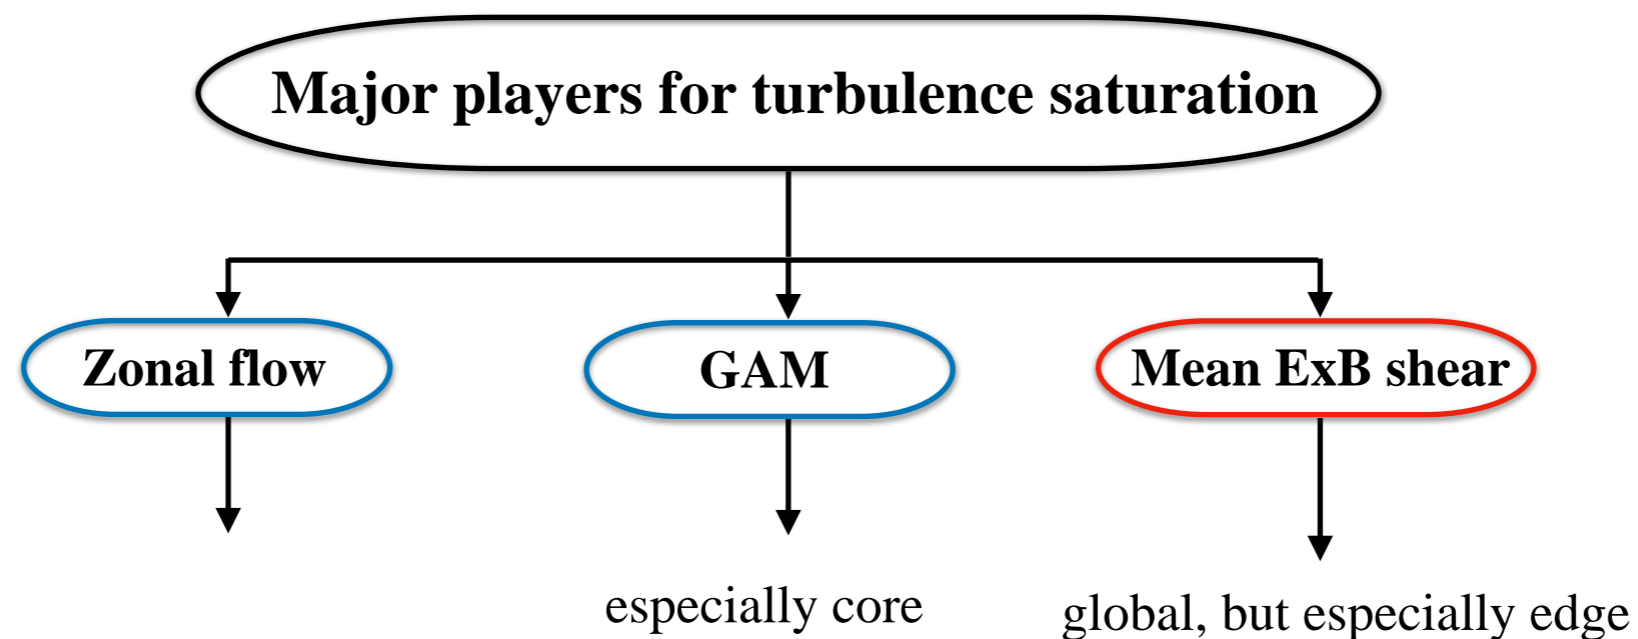 Major players for turbulence saturation
Zonal flow
GAM
Mean ExB shear
especially core
global, but especially edge